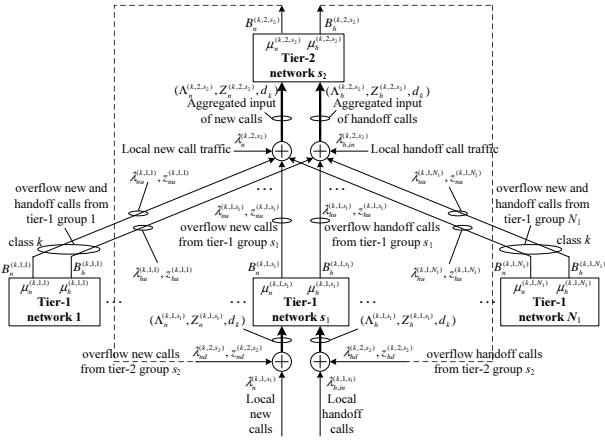 B_n^{(k,2,s_2)} B_h^{(k,2,s_2)}
μ_n^{(k,2,s_2)} μ_h^{(k,2,s_2)}
Tier-2
network s_2
(Λ_n^{(k,2,s_2)}, Z_n^{(k,2,s_2)}, d_k) (Λ_h^{(k,2,s_2)}, Z_h^{(k,2,s_2)}, d_k)
Aggregated input
of new calls
Aggregated input
of handoff calls
λ_n^{(k,2,s_2)} λ_{h,in}^{(k,2,s_2)}
Local new call traffic
Local handoff call traffic
overflow new and
handoff calls from
tier-1 group 1
λ_{nu}^{(k,1,1)}, z_{nu}^{(k,1,1)}
... ...
λ_{nu}^{(k,1,N_1)}, z_{nu}^{(k,1,N_1)}
overflow new and
handoff calls from
tier-1 group N_1
λ_{nu}^{(k,1,s_1)}, z_{nu}^{(k,1,s_1)} λ_{hu}^{(k,1,s_1)}, z_{hu}^{(k,1,s_1)}
overflow new calls
from tier-1 group s_1
overflow handoff calls
from tier-1 group s_1
class k
class k
λ_{hu}^{(k,1,1)}, z_{hu}^{(k,1,1)}
λ_{hu}^{(k,1,N_1)}, z_{hu}^{(k,1,N_1)}
B_n^{(k,1,1)} B_h^{(k,1,1)}
B_n^{(k,1,s_1)} B_h^{(k,1,s_1)}
B_n^{(k,1,N_1)} B_h^{(k,1,N_1)}
μ_n^{(k,1,1)} μ_h^{(k,1,1)}
Tier-1
network 1
...
...
μ_n^{(k,1,s_1)} μ_h^{(k,1,s_1)}
Tier-1
network s_1
...
...
μ_n^{(k,1,N_1)} μ_h^{(k,1,N_1)}
Tier-1
network N_1
(Λ_n^{(k,1,s_1)}, Z_n^{(k,1,s_1)}, d_k) (Λ_h^{(k,1,s_1)}, Z_h^{(k,1,s_1)}, d_k)
overflow new calls
from tier-2 group s_2
λ_{nd}^{(k,2,s_2)}, z_{nd}^{(k,2,s_2)}
λ_{hd}^{(k,2,s_2)}, z_{hd}^{(k,2,s_2)}
overflow handoff calls
from tier-2 group s_2
λ_n^{(k,1,s_1)} λ_{h,in}^{(k,1,s_1)}
Local
new
calls
Local
handoff
calls